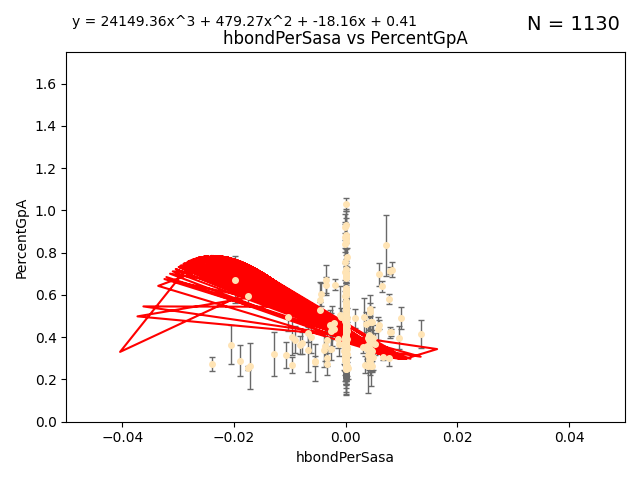 y = 24149.36x^3 + 479.27x^2 + -18.16x + 0.41
N = 1130
hbondPerSasa vs PercentGpA
PercentGpA
1.6
1.4
1.2
1.0
0.8
0.6
0.4
0.2
0.0
−0.04 −0.02 0.00 0.02 0.04
hbondPerSasa